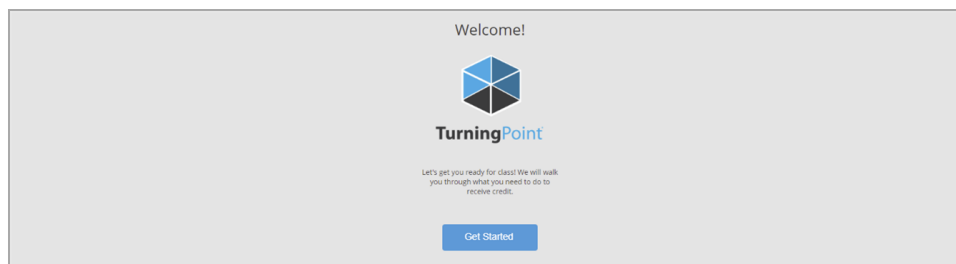 Welcome!
TurningPoint
Let's get you ready for class! We will walk
you through what you need to do to
receive credit.
Get Started